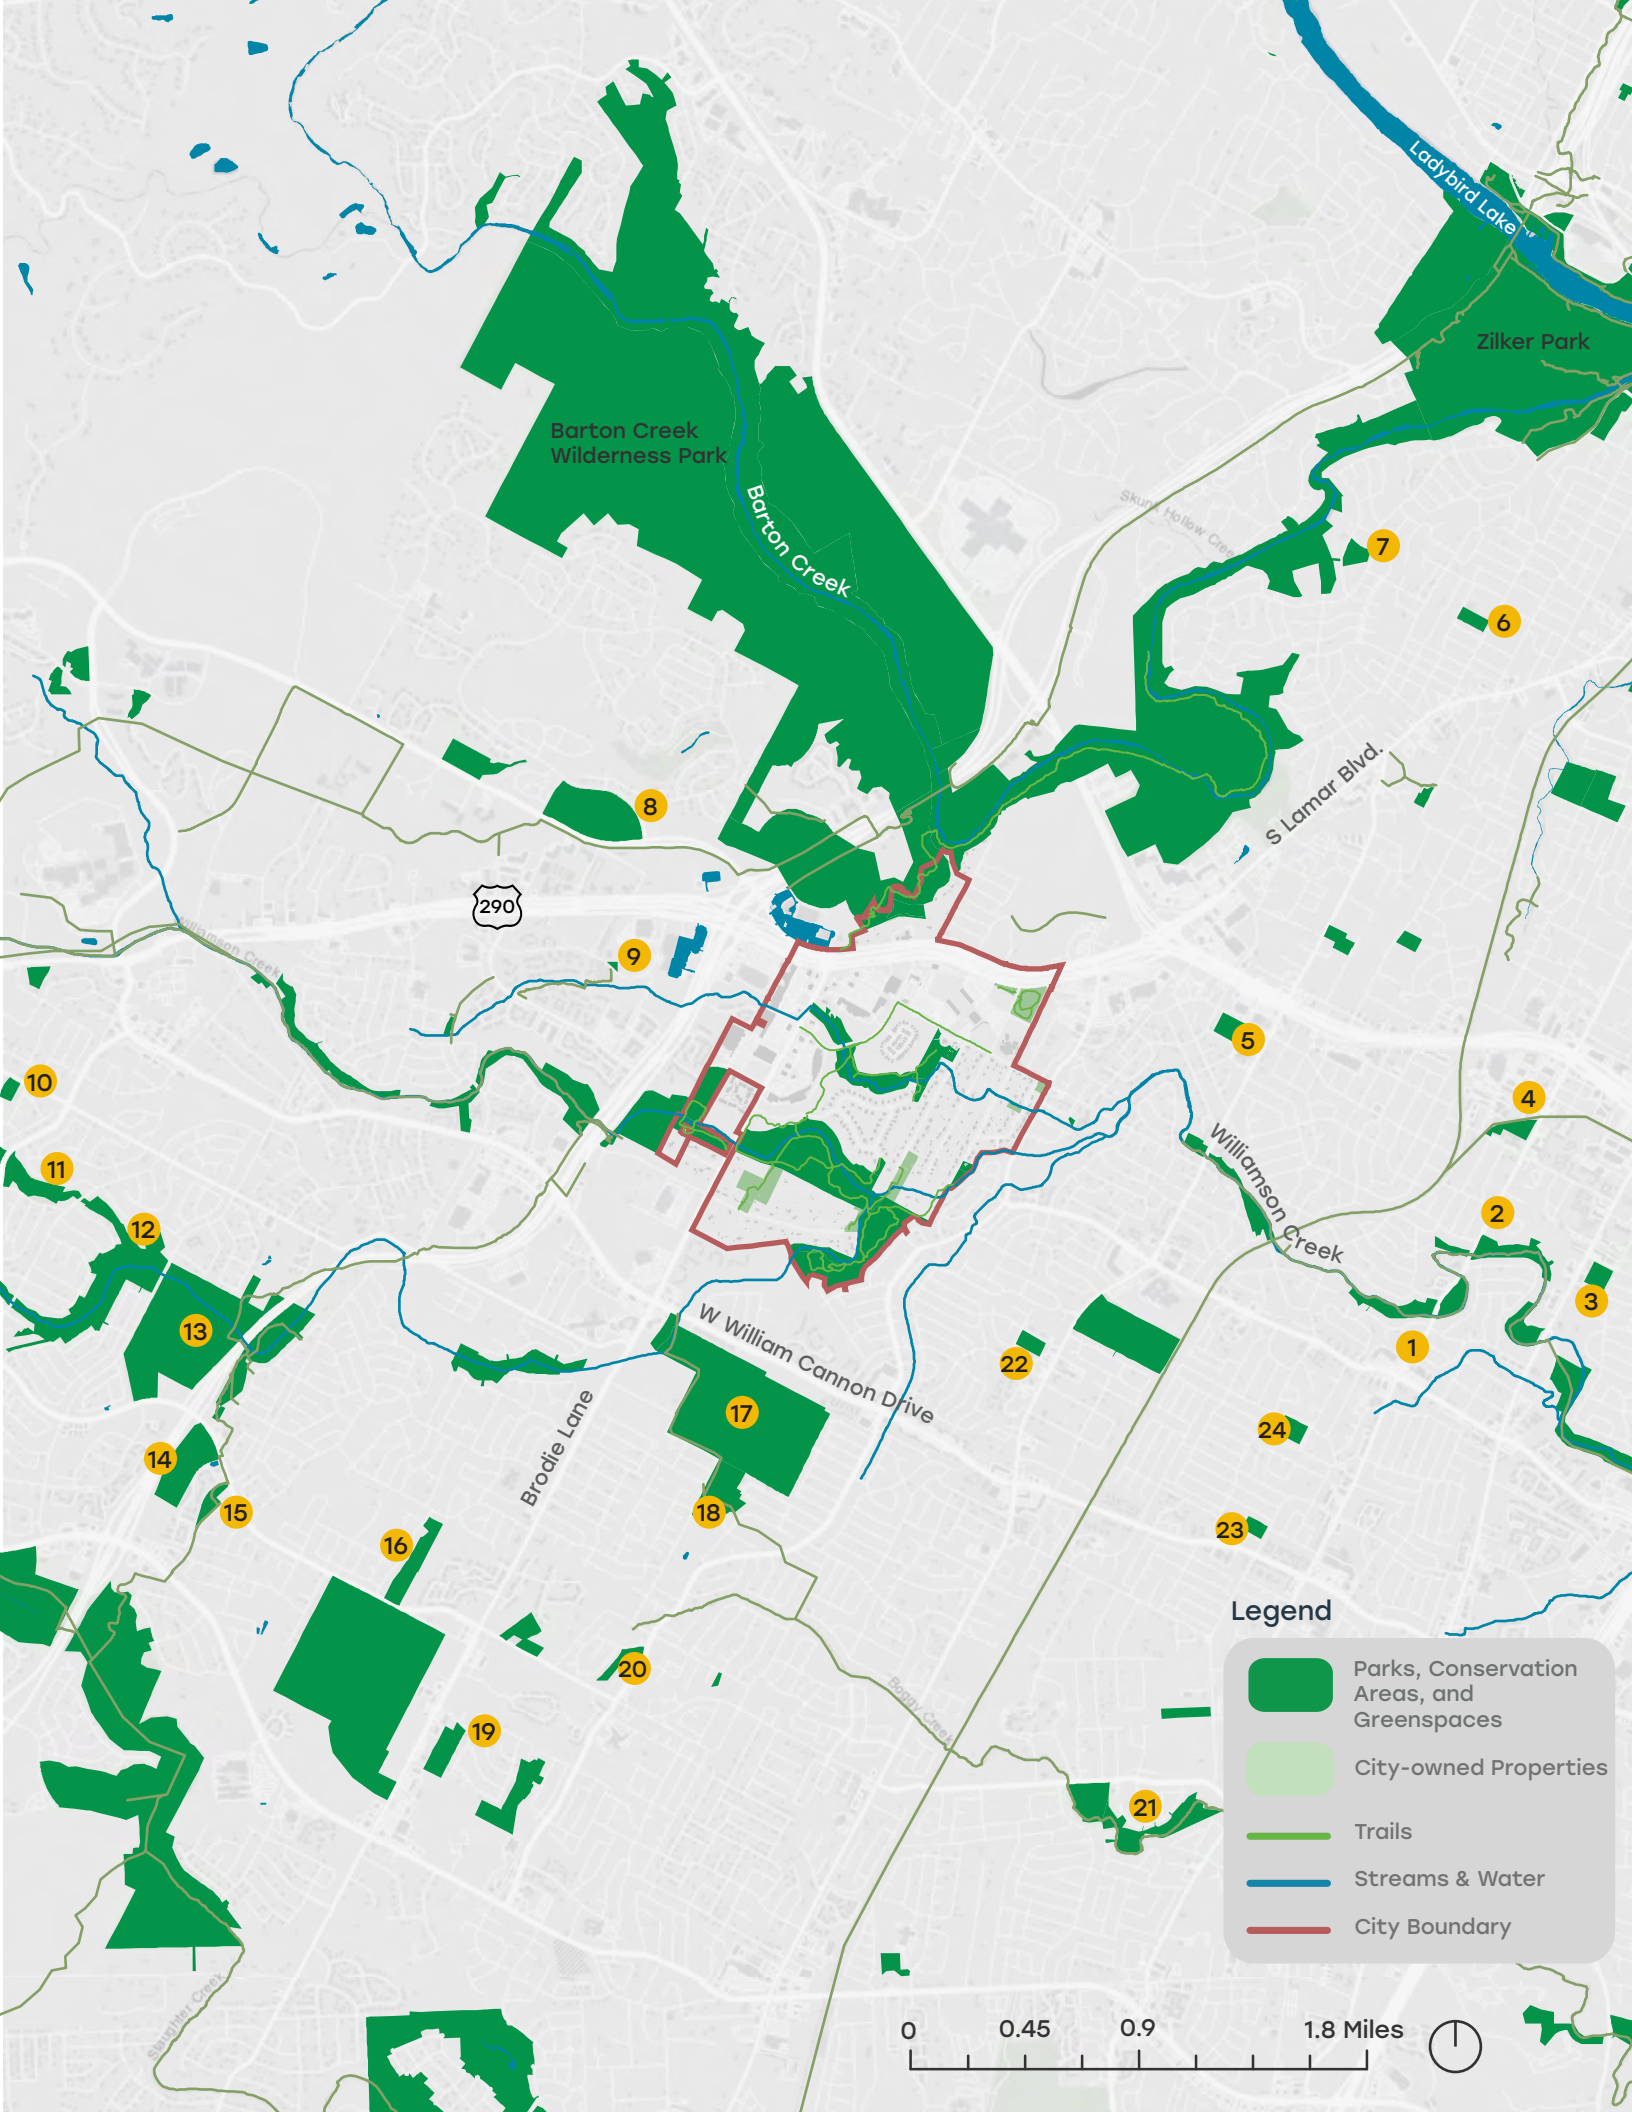 Ladybird Lake
Zilker Park
Barton Creek
Wilderness Park
Barton Creek
Skunk Hollow Creek
7
6
S Lamar Blvd.
8
290
Williamson Creek
9
5
10
4
11
Williamson Creek
12
2
3
13
1
W William Cannon Drive
22
17
Brodie Lane
24
14
15
18
23
16
Legend
20
Parks, Conservation
Areas, and
Greenspaces
Boggy Creek
19
City-owned Properties
21
Trails
Streams & Water
City Boundary
Slaughter Creek
0 0.45 0.9 1.8 Miles